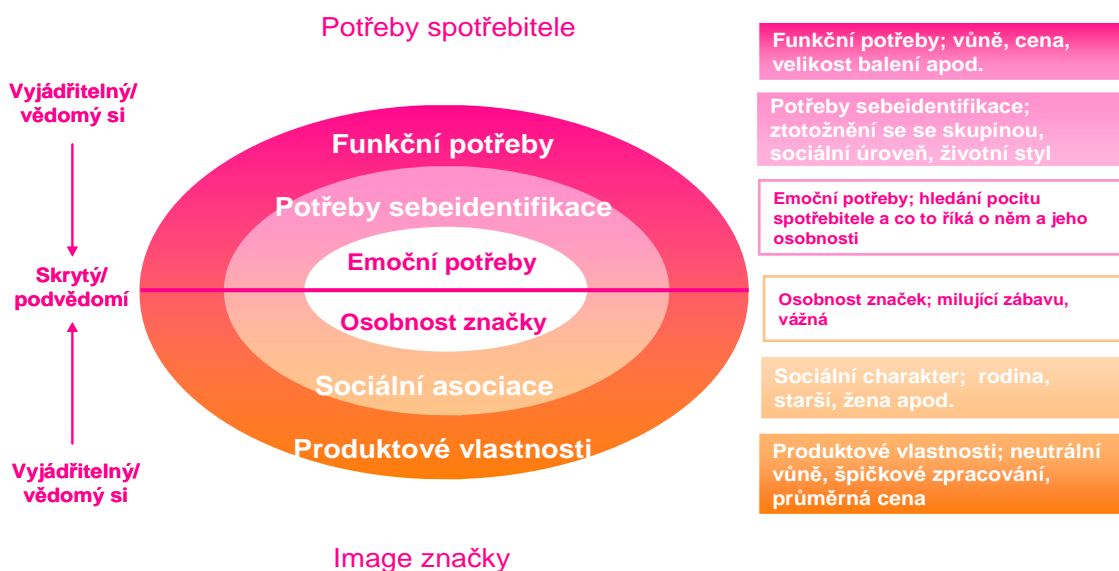 Potřeby spotřebitele
Vyjádřitelný/
vědomý si
Skrytý/
podvědomí
Vyjádřitelný/
vědomý si
Funkční potřeby
Potřeby sebeidentifikace
Emoční potřeby
Osobnost značky
Sociální asociace
Produktové vlastnosti
Image značky
Funkční potřeby; vůně, cena,
velikost balení apod.
Potřeby sebeidentifikace;
ztotožnění se se skupinou,
sociální úroveň, životní styl
Emoční potřeby; hledání pocitu
spotřebitele a co to říká o něm a jeho
osobnosti
Osobnost značek; milující zábavu,
vážná
Sociální charakter; rodina,
starší, žena apod.
Produktové vlastnosti; neutrální
vůně, špičkové zpracování,
průměrná cena